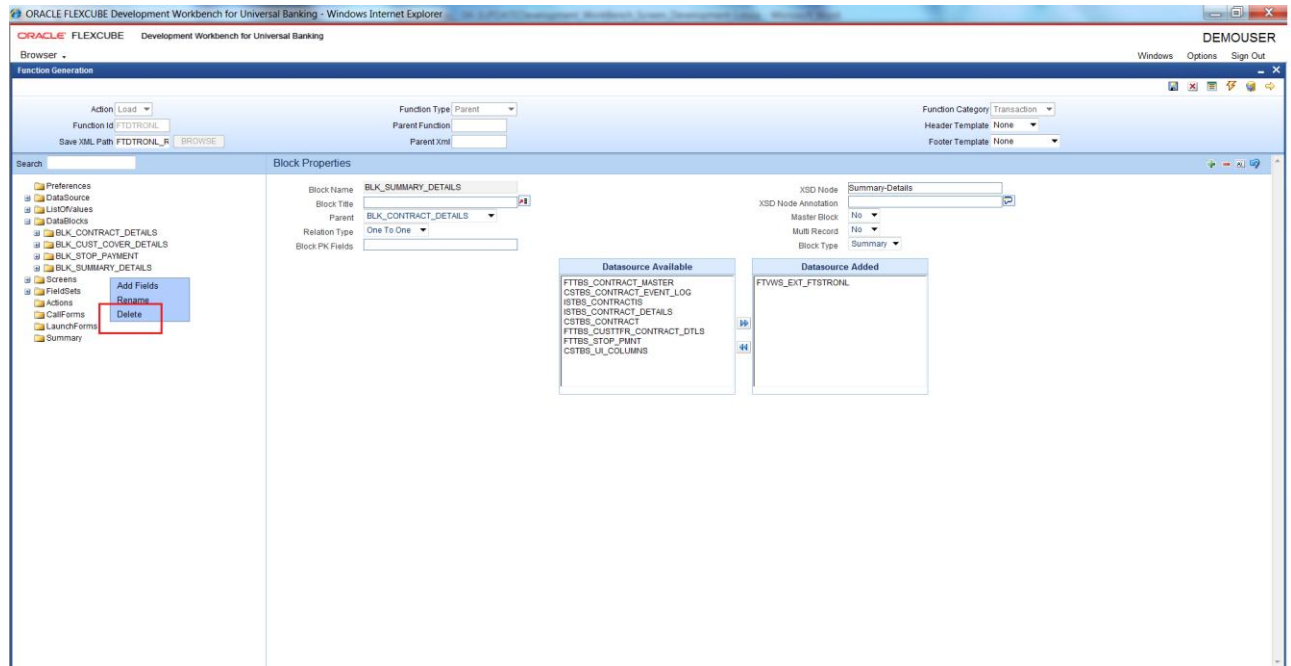 ORACLE FLEXCUBE Development Workbench for Universal Banking - Windows Internet Explorer
ORACLE FLEXCUBE Development Workbench for Universal Banking DEMOUSER
Browser Windows Options Sign Out
Function Generation
Action Load Function Type Parent Function Category Transaction
Function Id FTDTRONL Parent Function Header Template None
Save XML Path FTDTRONL_R BROWSE Parent Xml Footer Template None
Search Block Properties
Preferences
DataSource
ListOfValues
DataBlocks
BLK_CONTRACT_DETAILS
BLK_CUST_COVER_DETAILS
BLK_STOP_PAYMENT
BLK_SUMMARY_DETAILS
Screens
FieldSets
Actions
CallForms
LaunchForms
Summary
Add Fields
Rename
Delete
Block Name BLK_SUMMARY_DETAILS XSD Node Summary-Details
Block Title XSD Node Annotation
Parent BLK_CONTRACT_DETAILS Master Block No
Relation Type One To One Multi Record No
Block PK Fields Block Type Summary
Datasource Available Datasource Added
FTTBS_CONTRACT_MASTER FTVWS_EXT_FTSTRONL
CSTBS_CONTRACT_EVENT_LOG
ISTBS_CONTRACTIS
ISTBS_CONTRACT_DETAILS
CSTBS_CONTRACT
FTTBS_CUSTTFR_CONTRACT_DTLS
FTTBS_STOP_PMNT
CSTBS_UI_COLUMNS